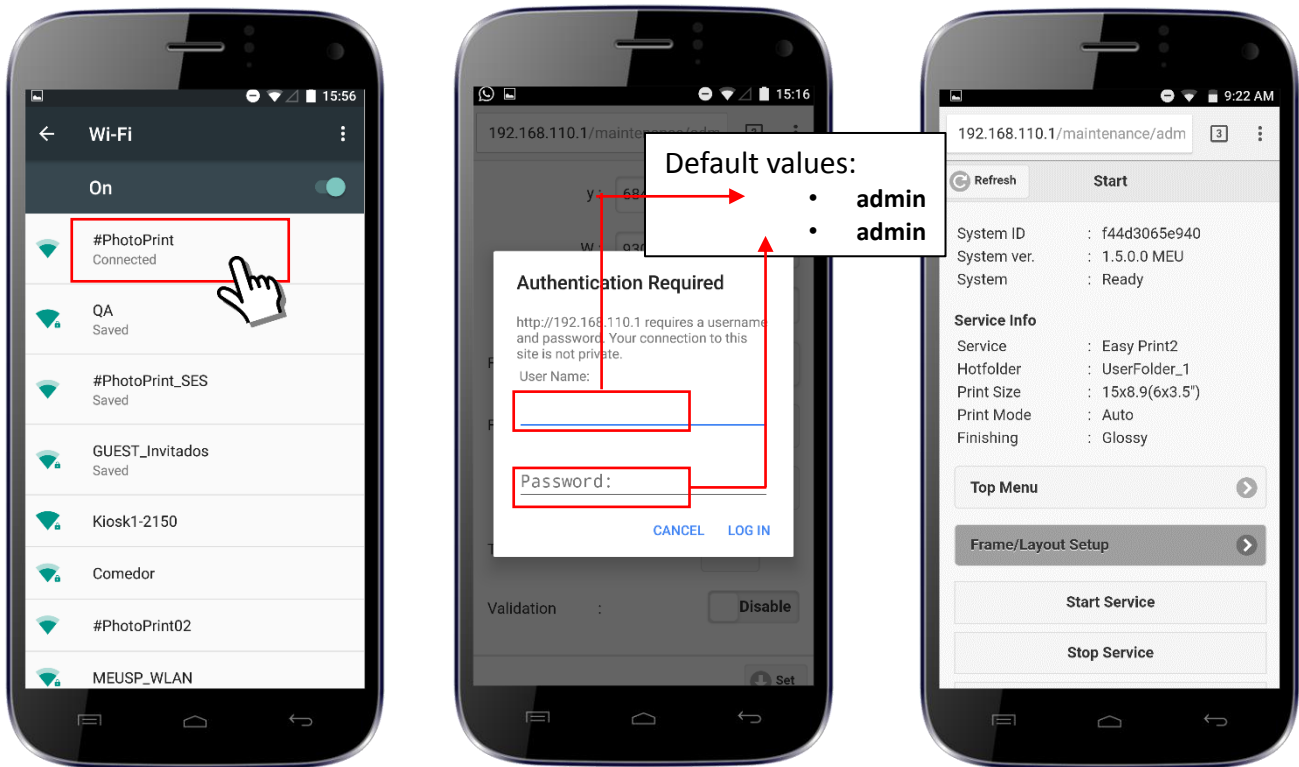 15:56
Wi-Fi
On
#PhotoPrint
Connected
QA
Saved
#PhotoPrint_SES
Saved
GUEST_Invitados
Saved
Kiosk1-2150
Comedor
#PhotoPrint02
MEUSP_WLAN
15:16
192.168.110.1/maintenance/adm
Default values:
• admin
• admin
y :
W :
Authentication Required
http://192.168.110.1 requires a username
and password. Your connection to this
site is not private.
User Name:
Password:
CANCEL LOG IN
Validation : Disable
Set
9:22 AM
192.168.110.1/maintenance/adm 3
Refresh Start
System ID : f44d3065e940
System ver. : 1.5.0.0 MEU
System : Ready
Service Info
Service : Easy Print2
Hotfolder : UserFolder_1
Print Size : 15x8.9(6x3.5")
Print Mode : Auto
Finishing : Glossy
Top Menu
Frame/Layout Setup
Start Service
Stop Service